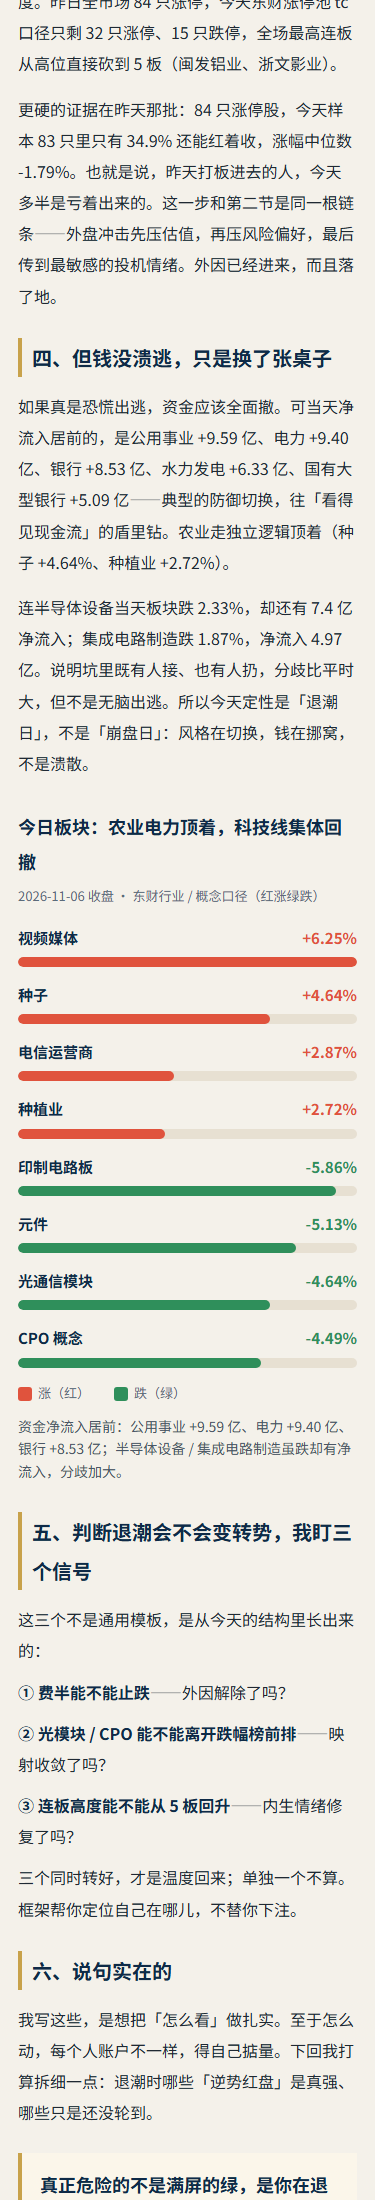 度。昨日全市场 84 只涨停，今天东财涨停池 tc
口径只剩 32 只涨停、15 只跌停，全场最高连板
从高位直接砍到 5 板（闽发铝业、浙文影业）。
更硬的证据在昨天那批：84 只涨停股，今天样
本 83 只里只有 34.9% 还能红着收，涨幅中位数
-1.79%。也就是说，昨天打板进去的人，今天
多半是亏着出来的。这一步和第二节是同一根链
条——外盘冲击先压估值，再压风险偏好，最后
传到最敏感的投机情绪。外因已经进来，而且落
了地。
四、但钱没溃逃，只是换了张桌子
如果真是恐慌出逃，资金应该全面撤。可当天净
流入居前的，是公用事业 +9.59 亿、电力 +9.40
亿、银行 +8.53 亿、水力发电 +6.33 亿、国有大
型银行 +5.09 亿——典型的防御切换，往「看得
见现金流」的盾里钻。农业走独立逻辑顶着（种
子 +4.64%、种植业 +2.72%）。
连半导体设备当天板块跌 2.33%，却还有 7.4 亿
净流入；集成电路制造跌 1.87%，净流入 4.97
亿。说明坑里既有人接、也有人扔，分歧比平时
大，但不是无脑出逃。所以今天定性是「退潮
日」，不是「崩盘日」：风格在切换，钱在挪窝，
不是溃散。
今日板块：农业电力顶着，科技线集体回
撤
2026-11-06 收盘 · 东财行业 / 概念口径（红涨绿跌）
视频媒体 +6.25%
种子 +4.64%
电信运营商 +2.87%
种植业 +2.72%
印制电路板 -5.86%
元件 -5.13%
光通信模块 -4.64%
CPO 概念 -4.49%
涨（红） 跌（绿）
资金净流入居前：公用事业 +9.59 亿、电力 +9.40 亿、
银行 +8.53 亿；半导体设备 / 集成电路制造虽跌却有净
流入，分歧加大。
五、判断退潮会不会变转势，我盯三
个信号
这三个不是通用模板，是从今天的结构里长出来
的：
① 费半能不能止跌——外因解除了吗？
② 光模块 / CPO 能不能离开跌幅榜前排——映
射收敛了吗？
③ 连板高度能不能从 5 板回升——内生情绪修
复了吗？
三个同时转好，才是温度回来；单独一个不算。
框架帮你定位自己在哪儿，不替你下注。
六、说句实在的
我写这些，是想把「怎么看」做扎实。至于怎么
动，每个人账户不一样，得自己掂量。下回我打
算拆细一点：退潮时哪些「逆势红盘」是真强、
哪些只是还没轮到。
真正危险的不是满屏的绿，是你在退